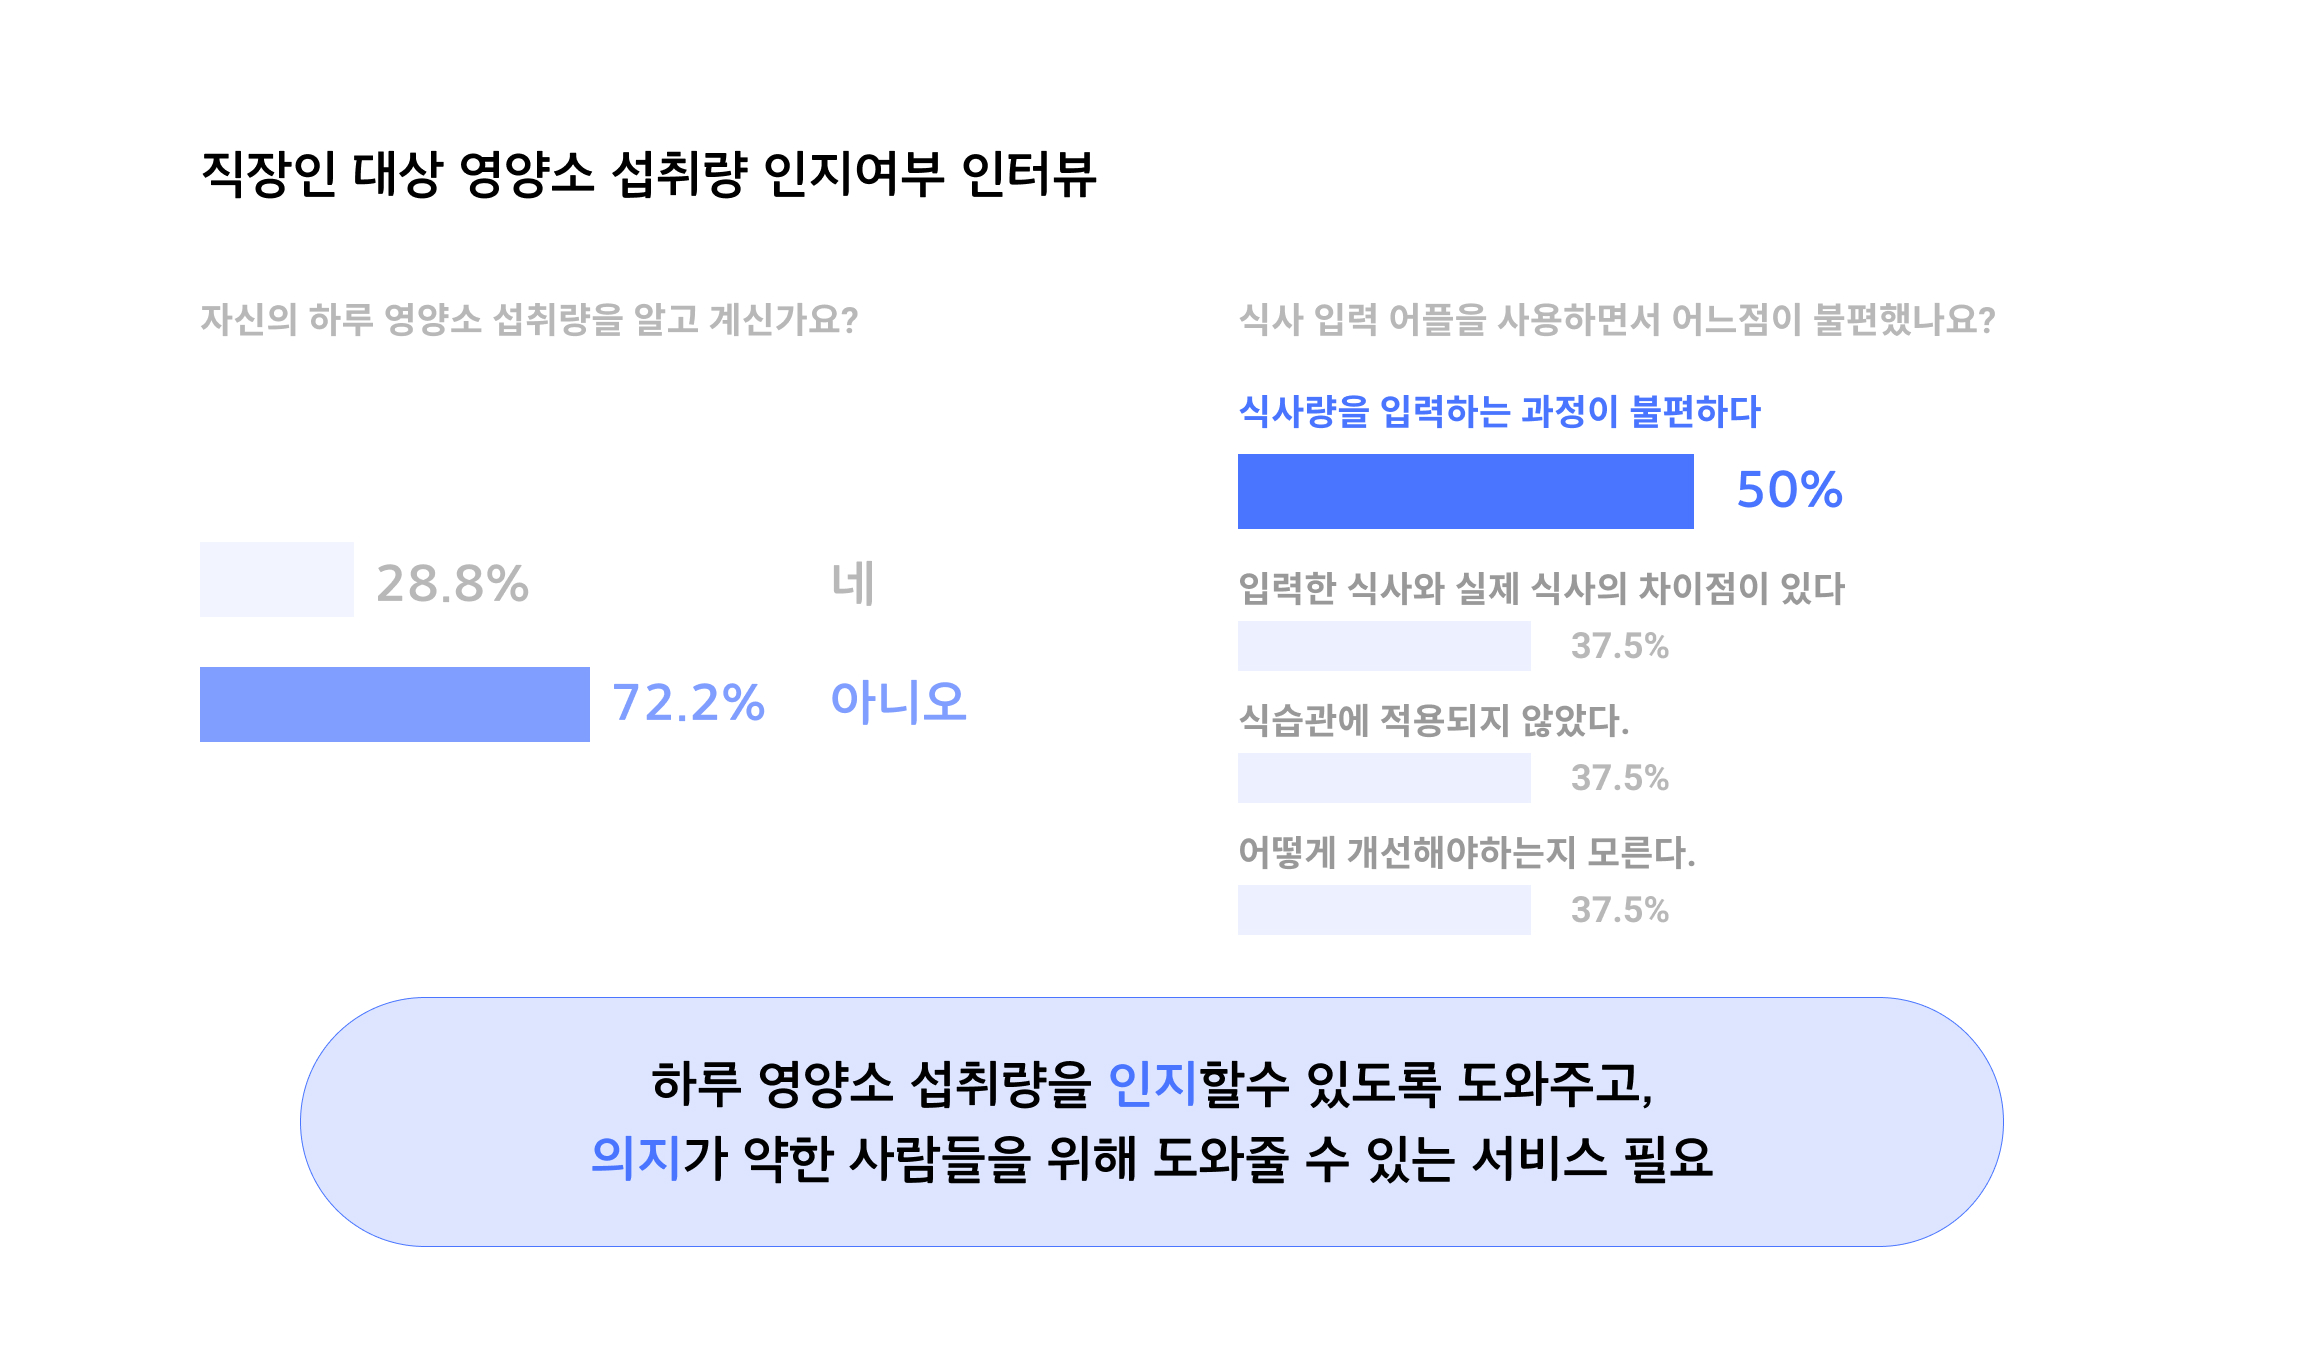 직장인 대상 영양소 섭취량 인지여부 인터뷰
자신의 하루 영양소 섭취량을 알고 계신가요?
28.8% 네
72.2% 아니오
식사 입력 어플을 사용하면서 어느점이 불편했나요?
식사량을 입력하는 과정이 불편하다
50%
입력한 식사와 실제 식사의 차이점이 있다
37.5%
식습관에 적용되지 않았다.
37.5%
어떻게 개선해야하는지 모른다.
37.5%
하루 영양소 섭취량을 인지할수 있도록 도와주고,
의지가 약한 사람들을 위해 도와줄 수 있는 서비스 필요